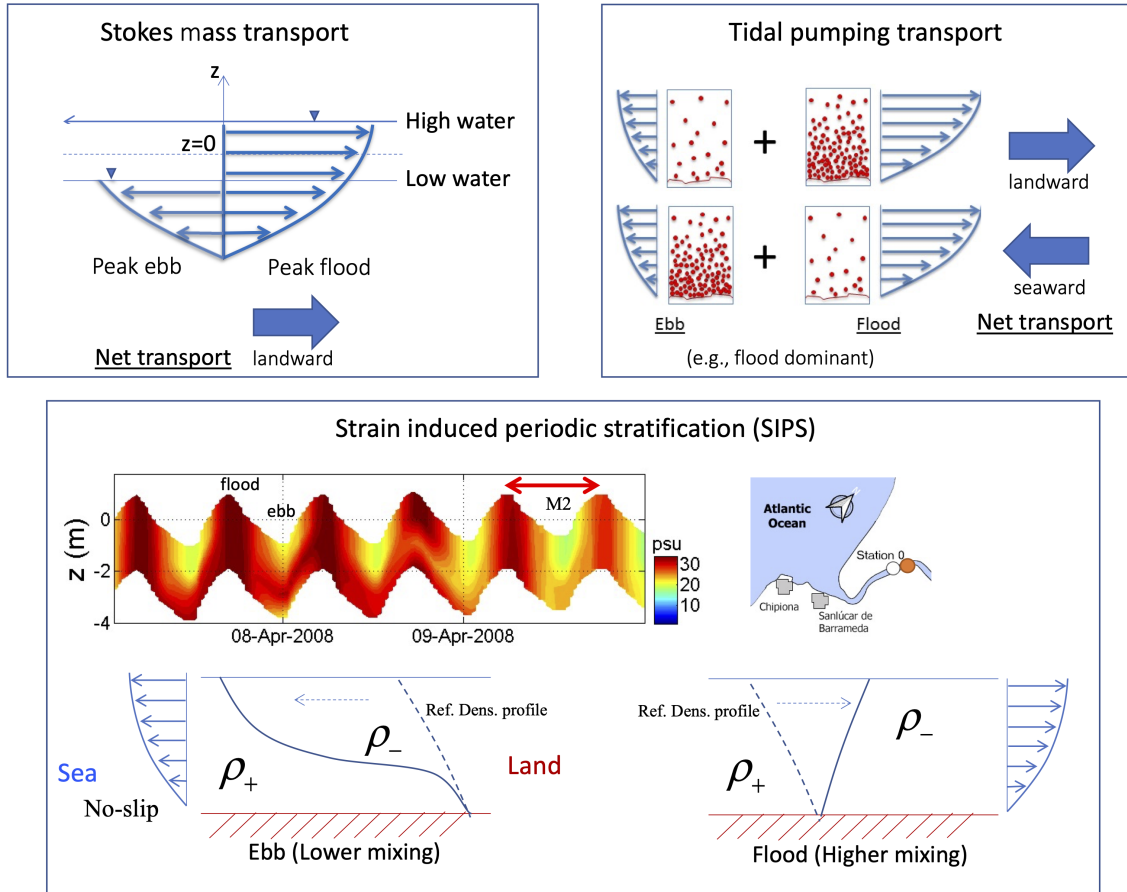 Stokes mass transport
z
High water
z=0
Low water
Peak ebb
Peak flood
Net transport
landward
Tidal pumping transport
+
landward
+
seaward
Ebb
Flood
Net transport
(e.g., flood dominant)
Strain induced periodic stratification (SIPS)
flood
ebb
M2
z (m)
0
-2
-4
08-Apr-2008
09-Apr-2008
psu
30
20
10
Atlantic
Ocean
Station 0
Chipiona
Sanlúcar de
Barrameda
Sea
No-slip
ρ+
ρ−
Ref. Dens. profile
Land
Ebb (Lower mixing)
Ref. Dens. profile
ρ+
ρ−
Flood (Higher mixing)